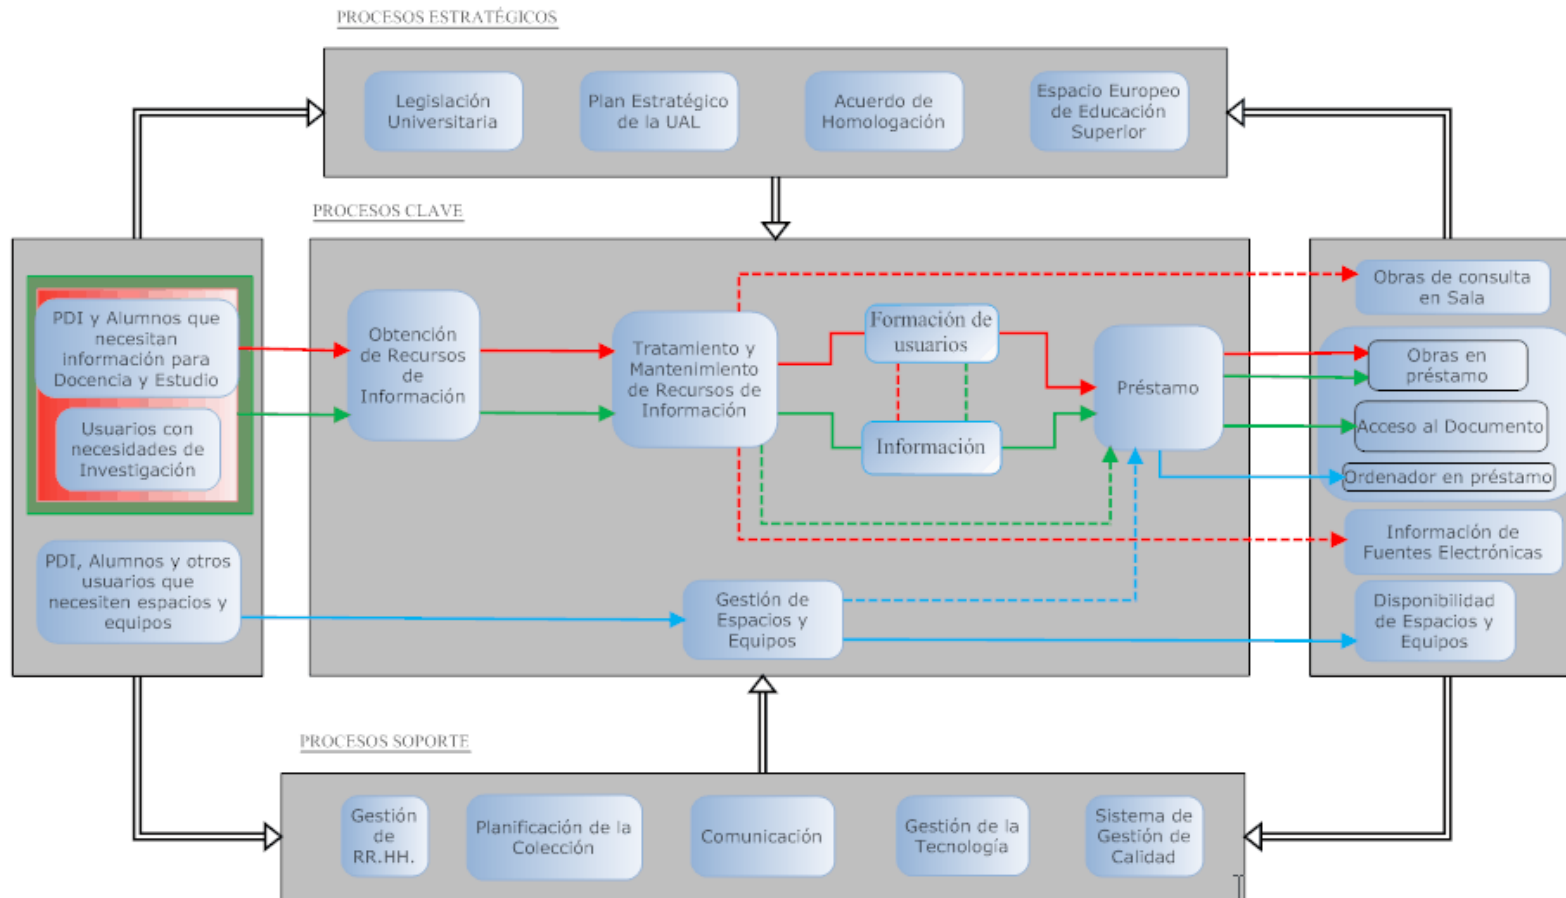 PROCESOS ESTRATÉGICOS
Legislación
Universitaria
Plan Estratégico
de la UAL
Acuerdo de
Homologación
Espacio Europeo
de Educación
Superior
PROCESOS CLAVE
PDI y Alumnos que
necesitan
información para
Docencia y Estudio
Usuarios con
necesidades de
Investigación
PDI, Alumnos y otros
usuarios que
necesiten espacios y
equipos
Obtención
de Recursos
de
Información
Tratamiento y
Mantenimiento
de Recursos de
Información
Formación de
usuarios
Información
Préstamo
Gestión de
Espacios y
Equipos
Obras de consulta
en Sala
Obras en
préstamo
Acceso al Documento
Ordenador en préstamo
Información de
Fuentes Electrónicas
Disponibilidad
de Espacios y
Equipos
PROCESOS SOPORTE
Gestión
de
RR.HH.
Planificación de la
Colección
Comunicación
Gestión de la
Tecnología
Sistema de
Gestión de
Calidad